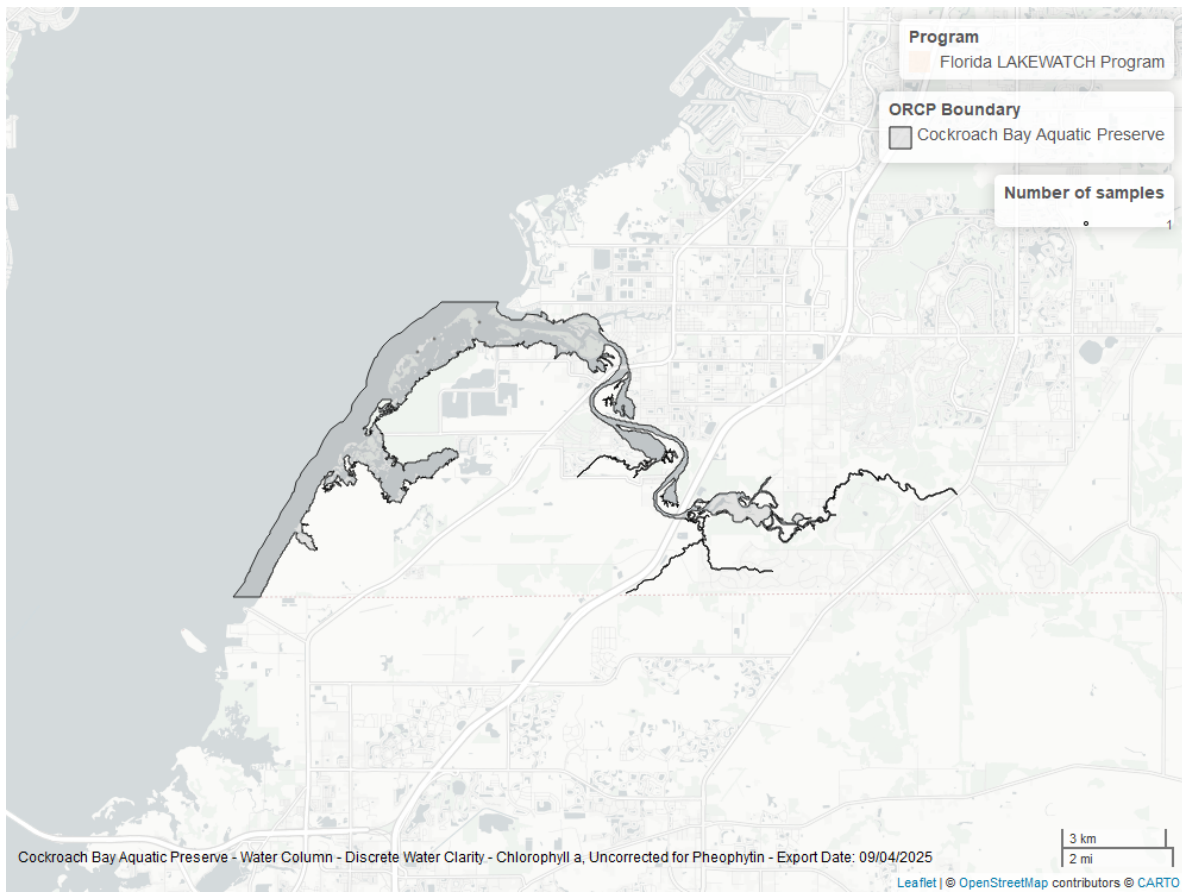 Program
Florida LAKEWATCH Program
ORCP Boundary
Cockroach Bay Aquatic Preserve
Number of samples
1
3 km
2 mi
Cockroach Bay Aquatic Preserve - Water Column - Discrete Water Clarity - Chlorophyll a, Uncorrected for Pheophytin - Export Date: 09/04/2025
Leaflet | © OpenStreetMap contributors © CARTO